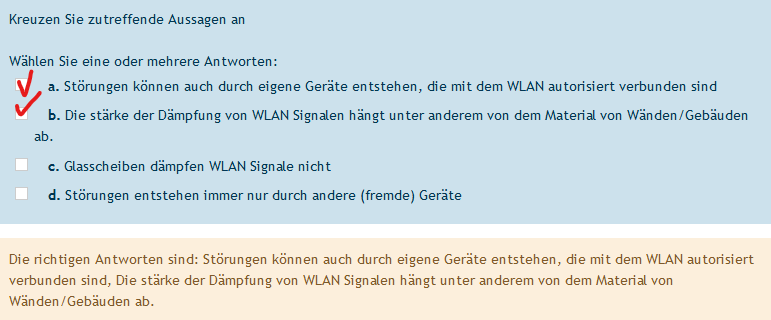 Kreuzen Sie zutreffende Aussagen an
Wählen Sie eine oder mehrere Antworten:
a. Störungen können auch durch eigene Geräte entstehen, die mit dem WLAN autorisiert verbunden sind
b. Die stärke der Dämpfung von WLAN Signalen hängt unter anderem von dem Material von Wänden/Gebäuden
ab.
c. Glasscheiben dämpfen WLAN Signale nicht
d. Störungen entstehen immer nur durch andere (fremde) Geräte
Die richtigen Antworten sind: Störungen können auch durch eigene Geräte entstehen, die mit dem WLAN autorisiert
verbunden sind, Die stärke der Dämpfung von WLAN Signalen hängt unter anderem von dem Material von
Wänden/Gebäuden ab.